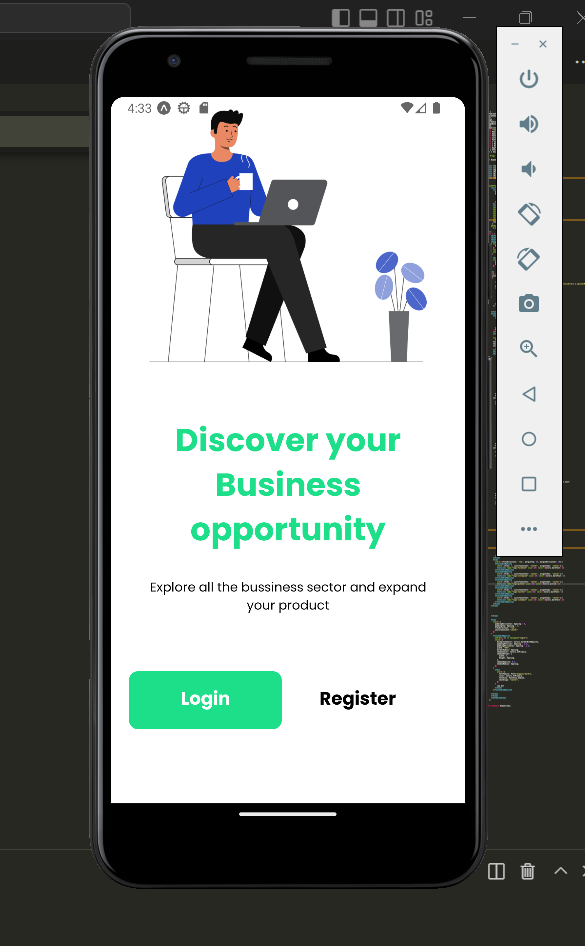 4:33
Discover your
Business
opportunity
Explore all the bussiness sector and expand
your product
Login
Register